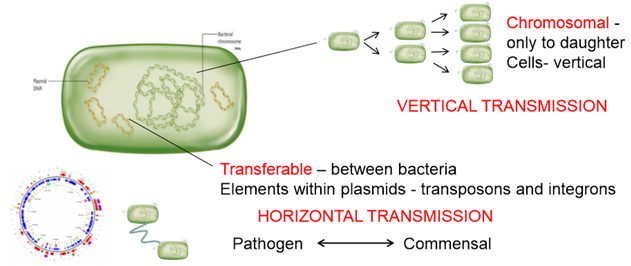 Bacterial
chromosome
DNA
Plasmid
DNA
Chromosomal -
only to daughter
Cells- vertical
VERTICAL TRANSMISSION
Transferable – between bacteria
Elements within plasmids - transposons and integrons
HORIZONTAL TRANSMISSION
Pathogen
Commensal